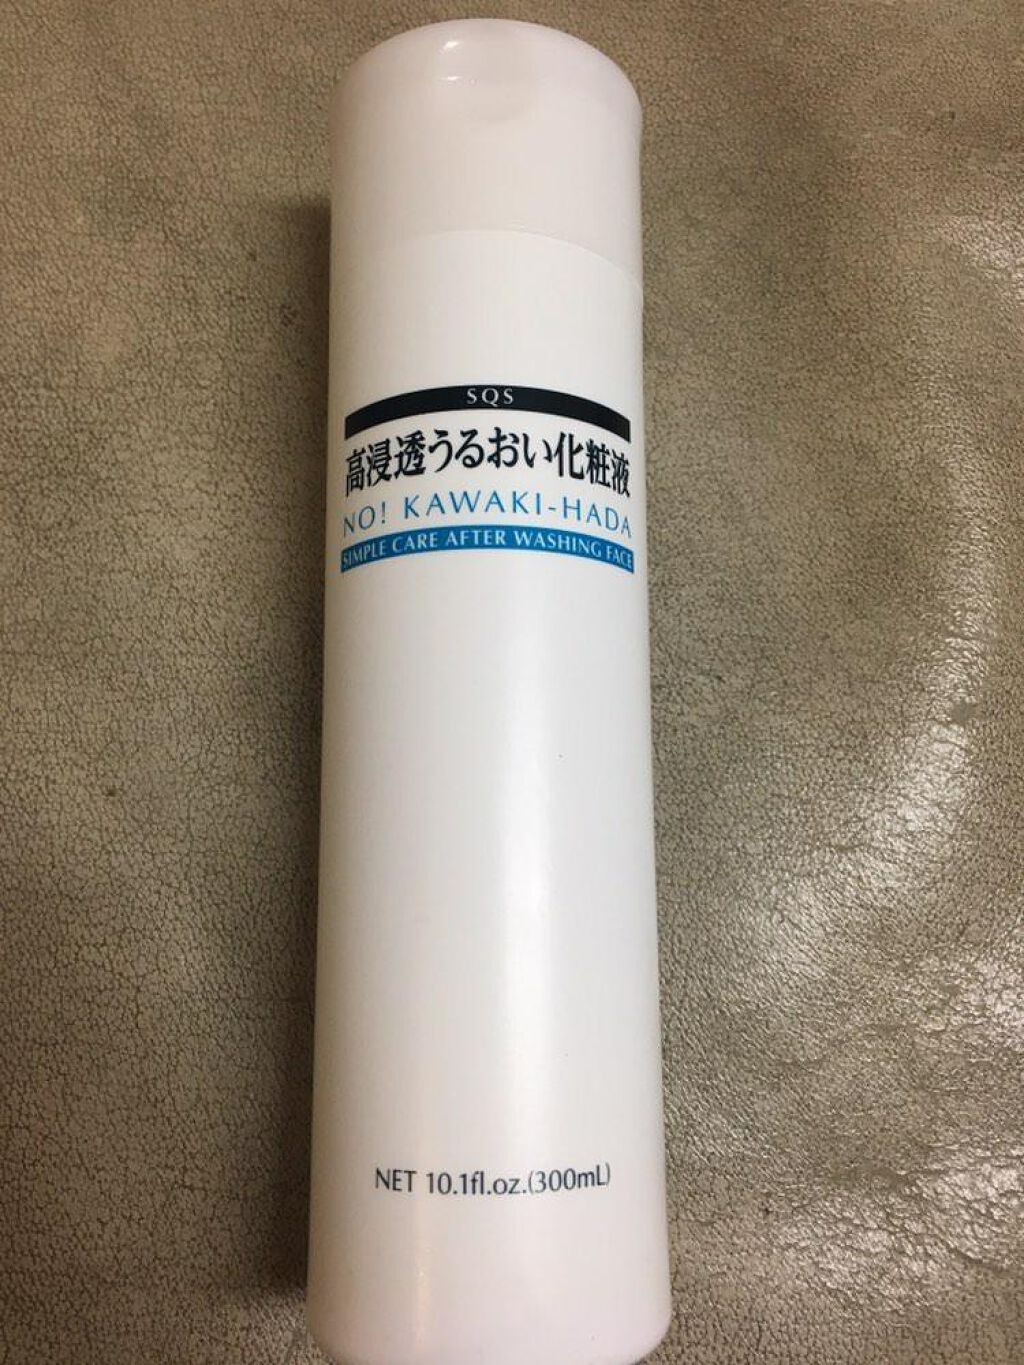 SQS
高浸透うるおい化粧液
NO! KAWAKI-HADA
SIMPLE CARE AFTER WASHING FACE
NET 10.1fl.oz.(300mL)